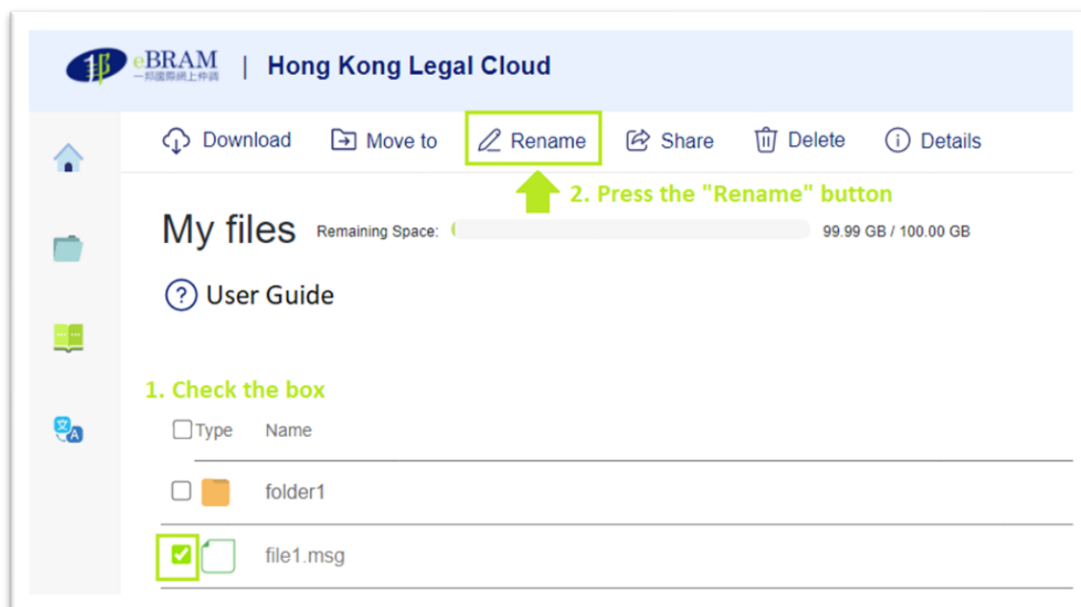 eBRAM | Hong Kong Legal Cloud
一邦國際網上仲調
Download Move to Rename Share Delete Details
2. Press the "Rename" button
My files Remaining Space: 99.99 GB / 100.00 GB
? User Guide
1. Check the box
Type Name
folder1
file1.msg